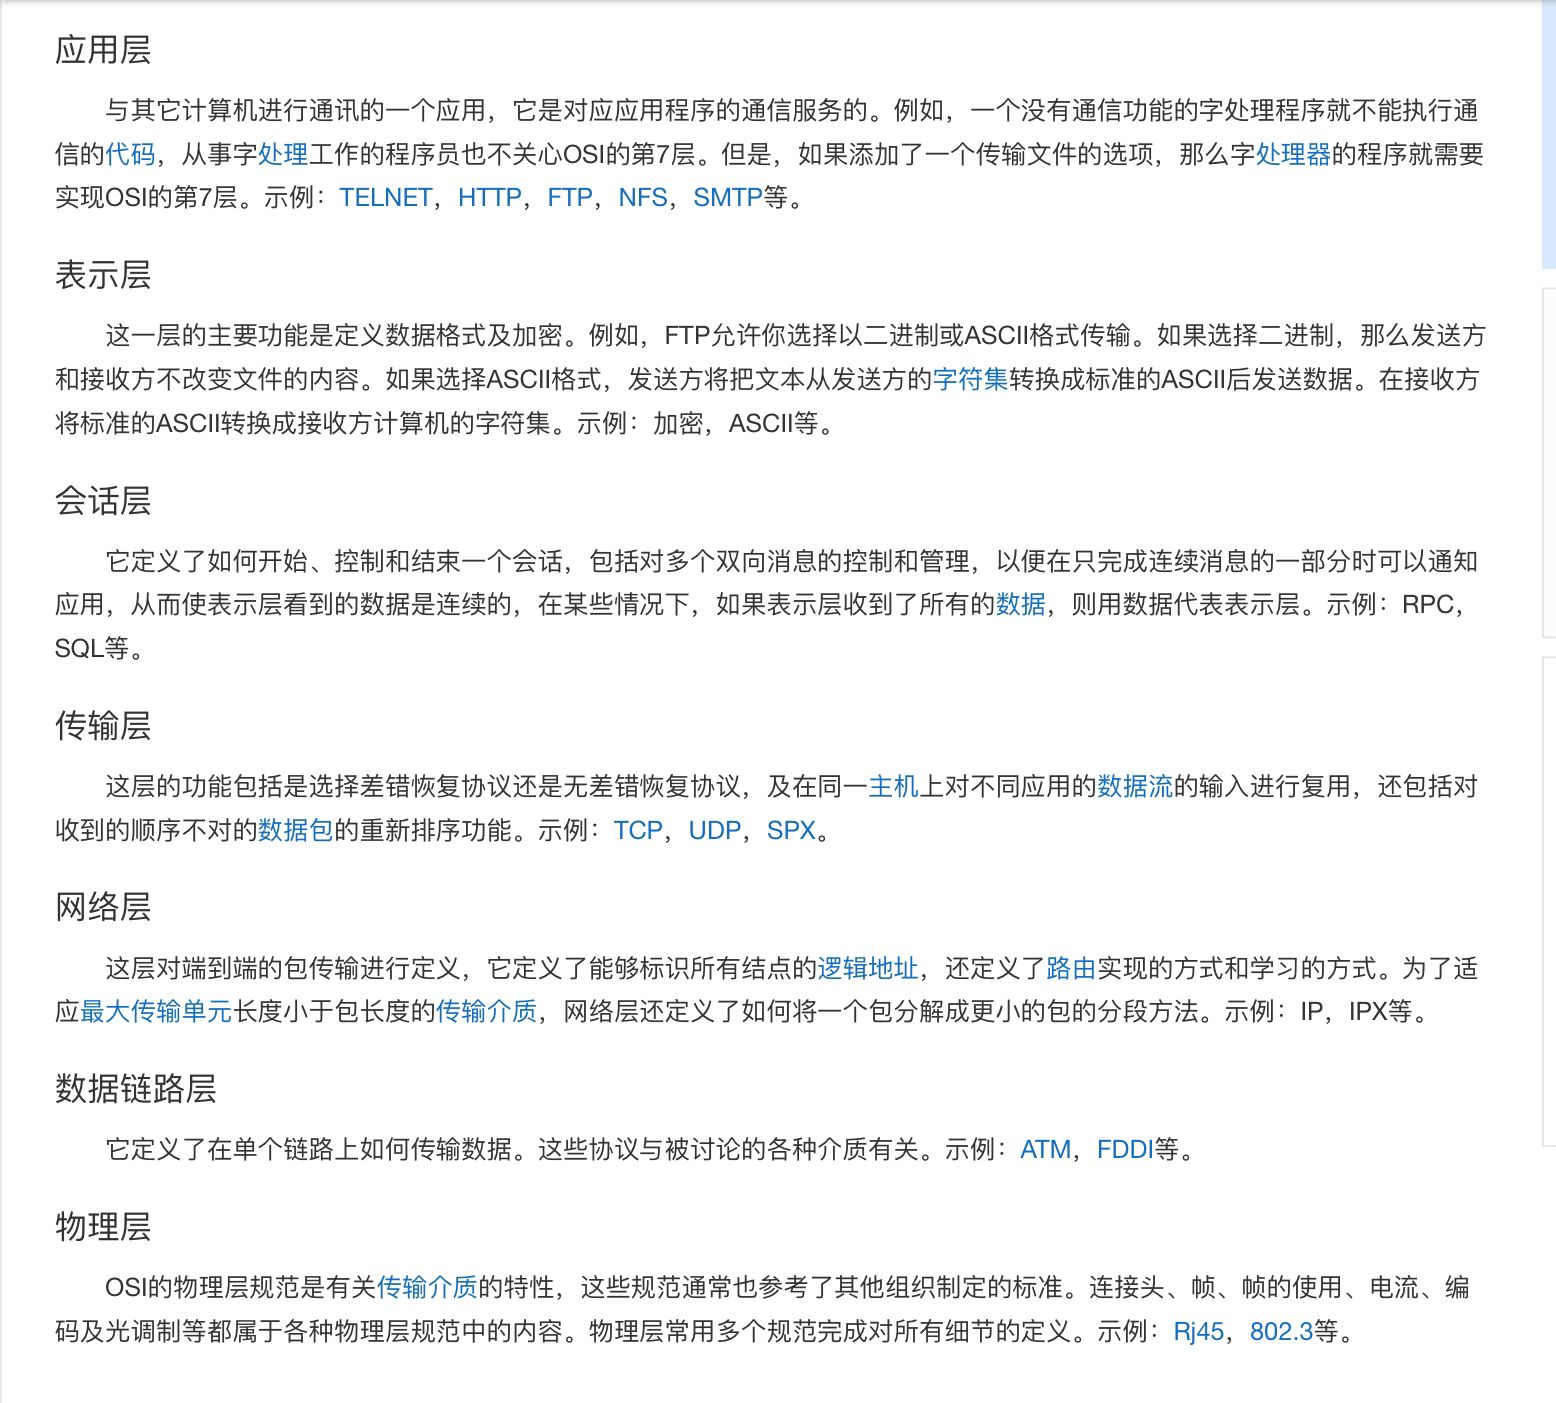 应用层
与其它计算机进行通讯的一个应用，它是对应应用程序的通信服务的。例如，一个没有通信功能的字处理程序就不能执行通
信的代码，从事字处理工作的程序员也不关心OSI的第7层。但是，如果添加了一个传输文件的选项，那么字处理器的程序就需要
实现OSI的第7层。示例：TELNET，HTTP，FTP，NFS，SMTP等。
表示层
这一层的主要功能是定义数据格式及加密。例如，FTP允许你选择以二进制或ASCII格式传输。如果选择二进制，那么发送方
和接收方不改变文件的内容。如果选择ASCII格式，发送方将把文本从发送方的字符集转换成标准的ASCII后发送数据。在接收方
将标准的ASCII转换成接收方计算机的字符集。示例：加密，ASCII等。
会话层
它定义了如何开始、控制和结束一个会话，包括对多个双向消息的控制和管理，以便在只完成连续消息的一部分时可以通知
应用，从而使表示层看到的数据是连续的，在某些情况下，如果表示层收到了所有的数据，则用数据代表表示层。示例：RPC，
SQL等。
传输层
这层的功能包括是选择差错恢复协议还是无差错恢复协议，及在同一主机上对不同应用的数据流的输入进行复用，还包括对
收到的顺序不对的数据包的重新排序功能。示例：TCP，UDP，SPX。
网络层
这层对端到端的包传输进行定义，它定义了能够标识所有结点的逻辑地址，还定义了路由实现的方式和学习的方式。为了适
应最大传输单元长度小于包长度的传输介质，网络层还定义了如何将一个包分解成更小的包的分段方法。示例：IP，IPX等。
数据链路层
它定义了在单个链路上如何传输数据。这些协议与被讨论的各种介质有关。示例：ATM，FDDI等。
物理层
OSI的物理层规范是有关传输介质的特性，这些规范通常也参考了其他组织制定的标准。连接头、帧、帧的使用、电流、编
码及光调制等都属于各种物理层规范中的内容。物理层常用多个规范完成对所有细节的定义。示例：Rj45，802.3等。